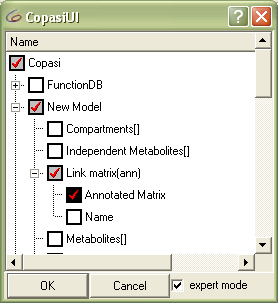 CopasiUI
Name
Copasi
FunctionDB
New Model
Compartments[]
Independent Metabolites[]
Link matrix(ann)
Annotated Matrix
Name
Metabolites[]
OK Cancel expert mode